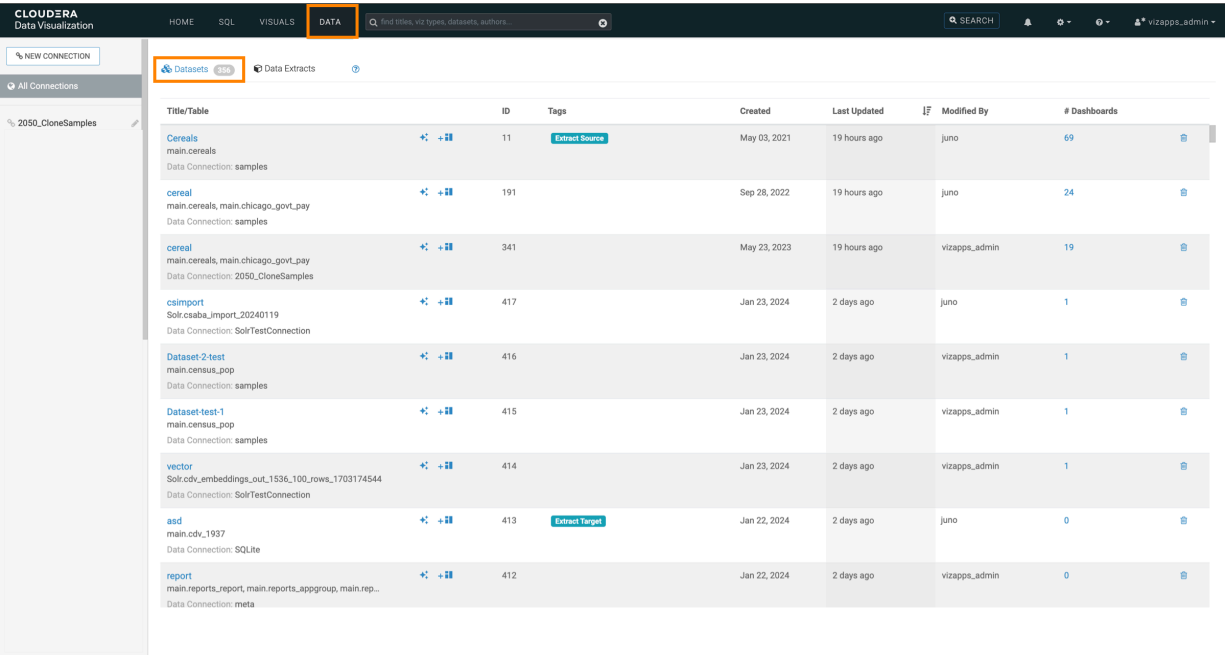 CLOUDERA
Data Visualization
HOME SQL VISUALS DATA find titles, viz types, datasets, authors... SEARCH vizapps_admin
NEW CONNECTION
All Connections
2050_CloneSamples
Datasets 356 Data Extracts
Title/Table ID Tags Created Last Updated Modified By # Dashboards
Cereals 11 Extract Source May 03, 2021 19 hours ago juno 69
main.cereals
Data Connection: samples
cereal 191 Sep 28, 2022 19 hours ago juno 24
main.cereals, main.chicago_govt_pay
Data Connection: samples
cereal 341 May 23, 2023 19 hours ago vizapps_admin 19
main.cereals, main.chicago_govt_pay
Data Connection: 2050_CloneSamples
csimport 417 Jan 23, 2024 2 days ago juno 1
Solr.csaba_import_20240119
Data Connection: SolrTestConnection
Dataset-2-test 416 Jan 23, 2024 2 days ago vizapps_admin 1
main.census_pop
Data Connection: samples
Dataset-test-1 415 Jan 23, 2024 2 days ago vizapps_admin 1
main.census_pop
Data Connection: samples
vector 414 Jan 23, 2024 2 days ago vizapps_admin 1
Solr.cdv_embeddings_out_1536_100_rows_1703174544
Data Connection: SolrTestConnection
asd 413 Extract Target Jan 22, 2024 2 days ago juno 0
main.cdv_1937
Data Connection: SQLite
report 412 Jan 22, 2024 2 days ago vizapps_admin 0
main.reports_report, main.reports_appgroup, main.rep...
Data Connection: meta